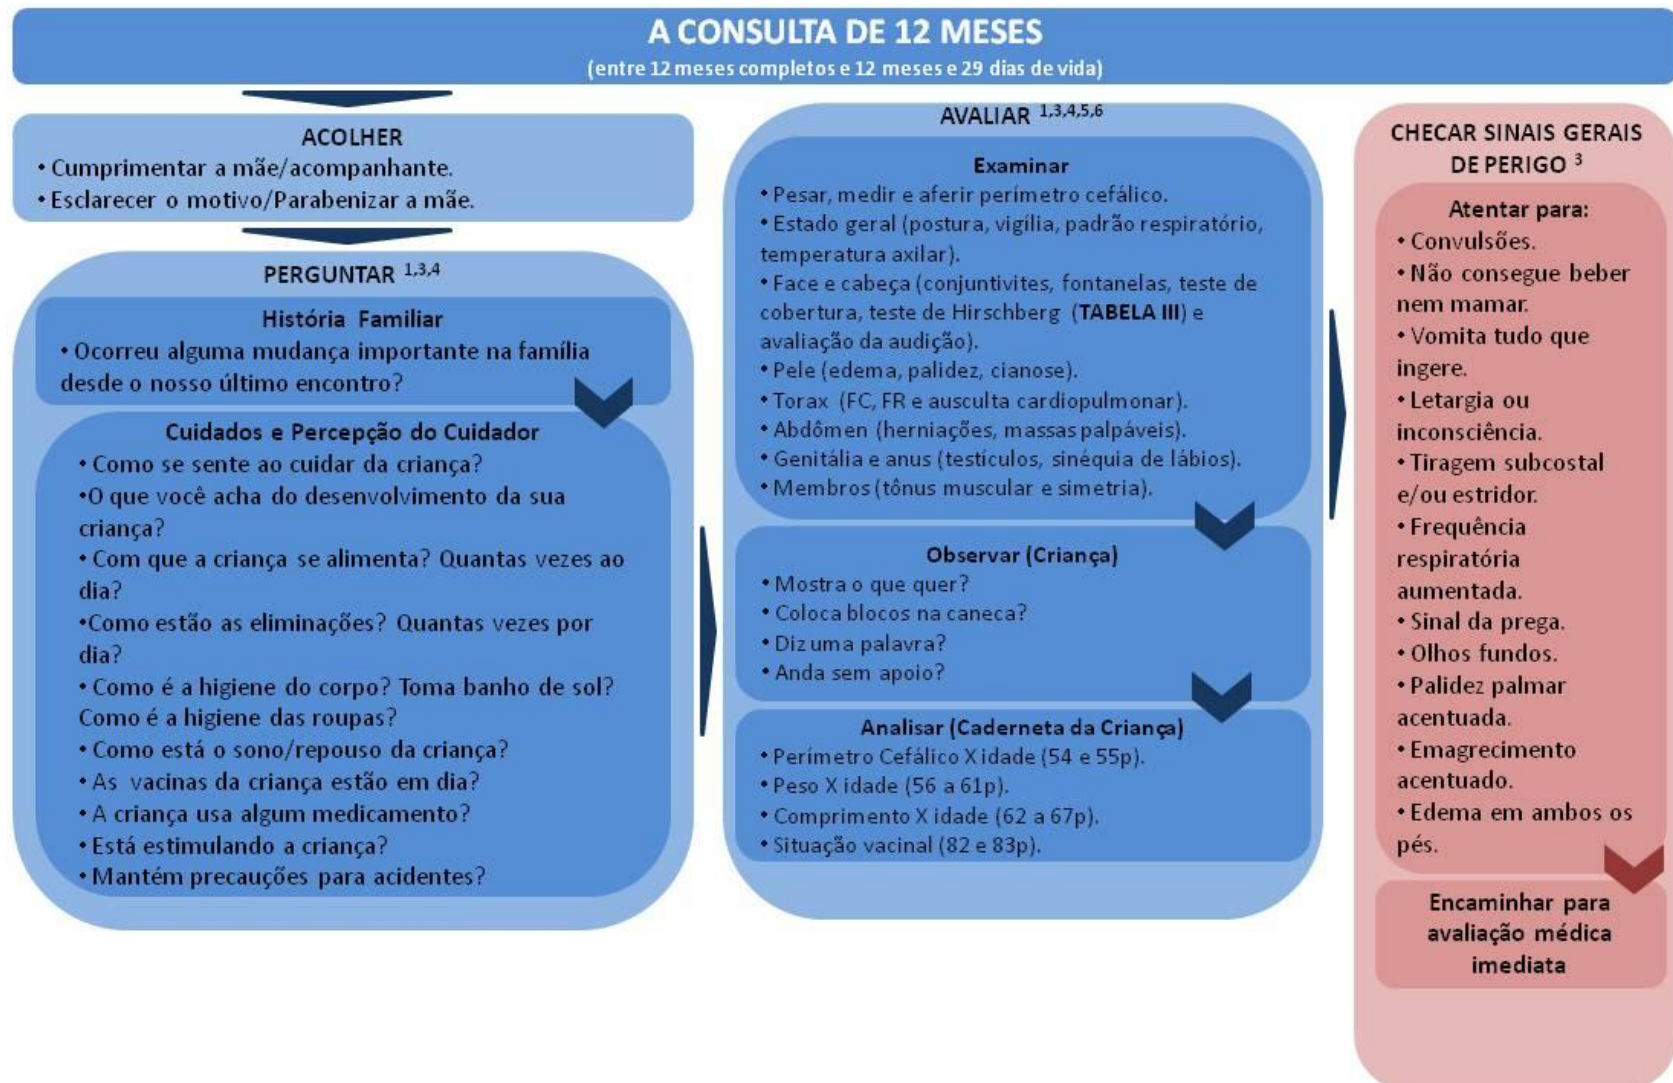 A CONSULTA DE 12 MESES
(entre 12 meses completos e 12 meses e 29 dias de vida)
ACOLHER
• Cumprimentar a mãe/acompanhante.
• Esclarecer o motivo/Parabenizar a mãe.
PERGUNTAR 1,3,4
História Familiar
• Ocorreu alguma mudança importante na família
desde o nosso último encontro?
Cuidados e Percepção do Cuidador
• Como se sente ao cuidar da criança?
•O que você acha do desenvolvimento da sua
criança?
• Com que a criança se alimenta? Quantas vezes ao
dia?
•Como estão as eliminações? Quantas vezes por
dia?
• Como é a higiene do corpo? Toma banho de sol?
Como é a higiene das roupas?
• Como está o sono/repouso da criança?
• As vacinas da criança estão em dia?
• A criança usa algum medicamento?
• Está estimulando a criança?
• Mantém precauções para acidentes?
AVALIAR 1,3,4,5,6
Examinar
• Pesar, medir e aferir perímetro cefálico.
• Estado geral (postura, vigília, padrão respiratório,
temperatura axilar).
• Face e cabeça (conjuntivites, fontanelas, teste de
cobertura, teste de Hirschberg (TABELA III) e
avaliação da audição).
• Pele (edema, palidez, cianose).
• Torax (FC, FR e ausculta cardiopulmonar).
• Abdômen (herniações, massas palpáveis).
• Genitália e anus (testículos, sinéquia de lábios).
• Membros (tônus muscular e simetria).
Observar (Criança)
• Mostra o que quer?
• Coloca blocos na caneca?
• Diz uma palavra?
• Anda sem apoio?
Analisar (Caderneta da Criança)
• Perímetro Cefálico X idade (54 e 55p).
• Peso X idade (56 a 61p).
• Comprimento X idade (62 a 67p).
• Situação vacinal (82 e 83p).
CHECAR SINAIS GERAIS
DE PERIGO 3
Atentar para:
• Convulsões.
• Não consegue beber
nem mamar.
• Vomita tudo que
ingere.
• Letargia ou
inconsciência.
• Tiragem subcostal
e/ou estridor.
• Frequência
respiratória
aumentada.
• Sinal da prega.
• Olhos fundos.
• Palidez palmar
acentuada.
• Emagrecimento
acentuado.
• Edema em ambos os
pés.
Encaminhar para
avaliação médica
imediata